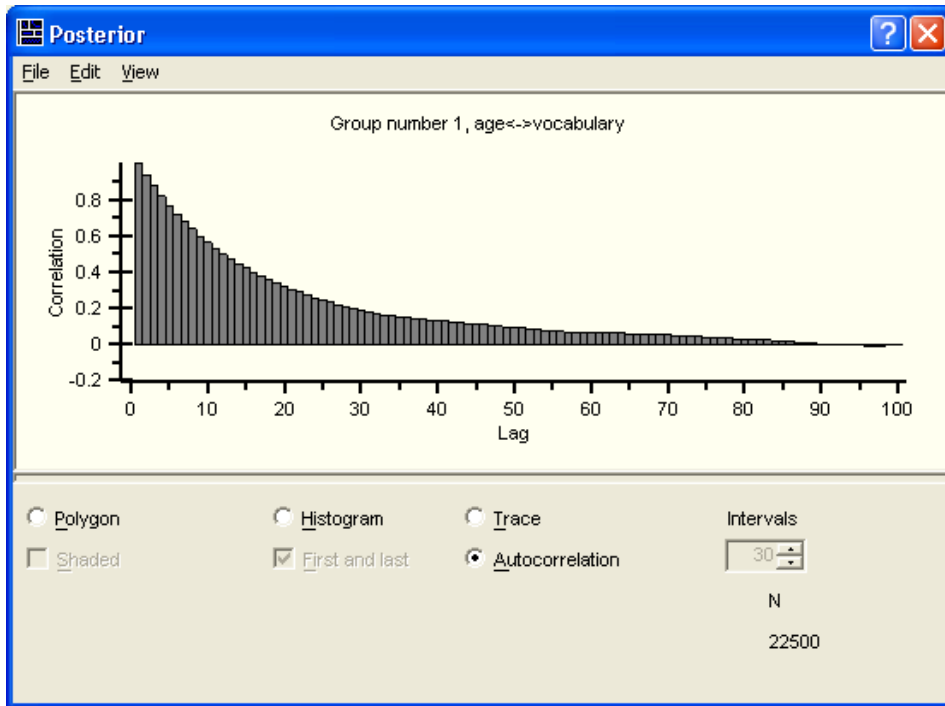 Posterior
File Edit View
Group number 1, age<->vocabulary
Correlation
0.8
0.6
0.4
0.2
0
-0.2
0 10 20 30 40 50 60 70 80 90 100
Lag
Polygon Histogram Trace Intervals
Shaded First and last Autocorrelation 30
N
22500